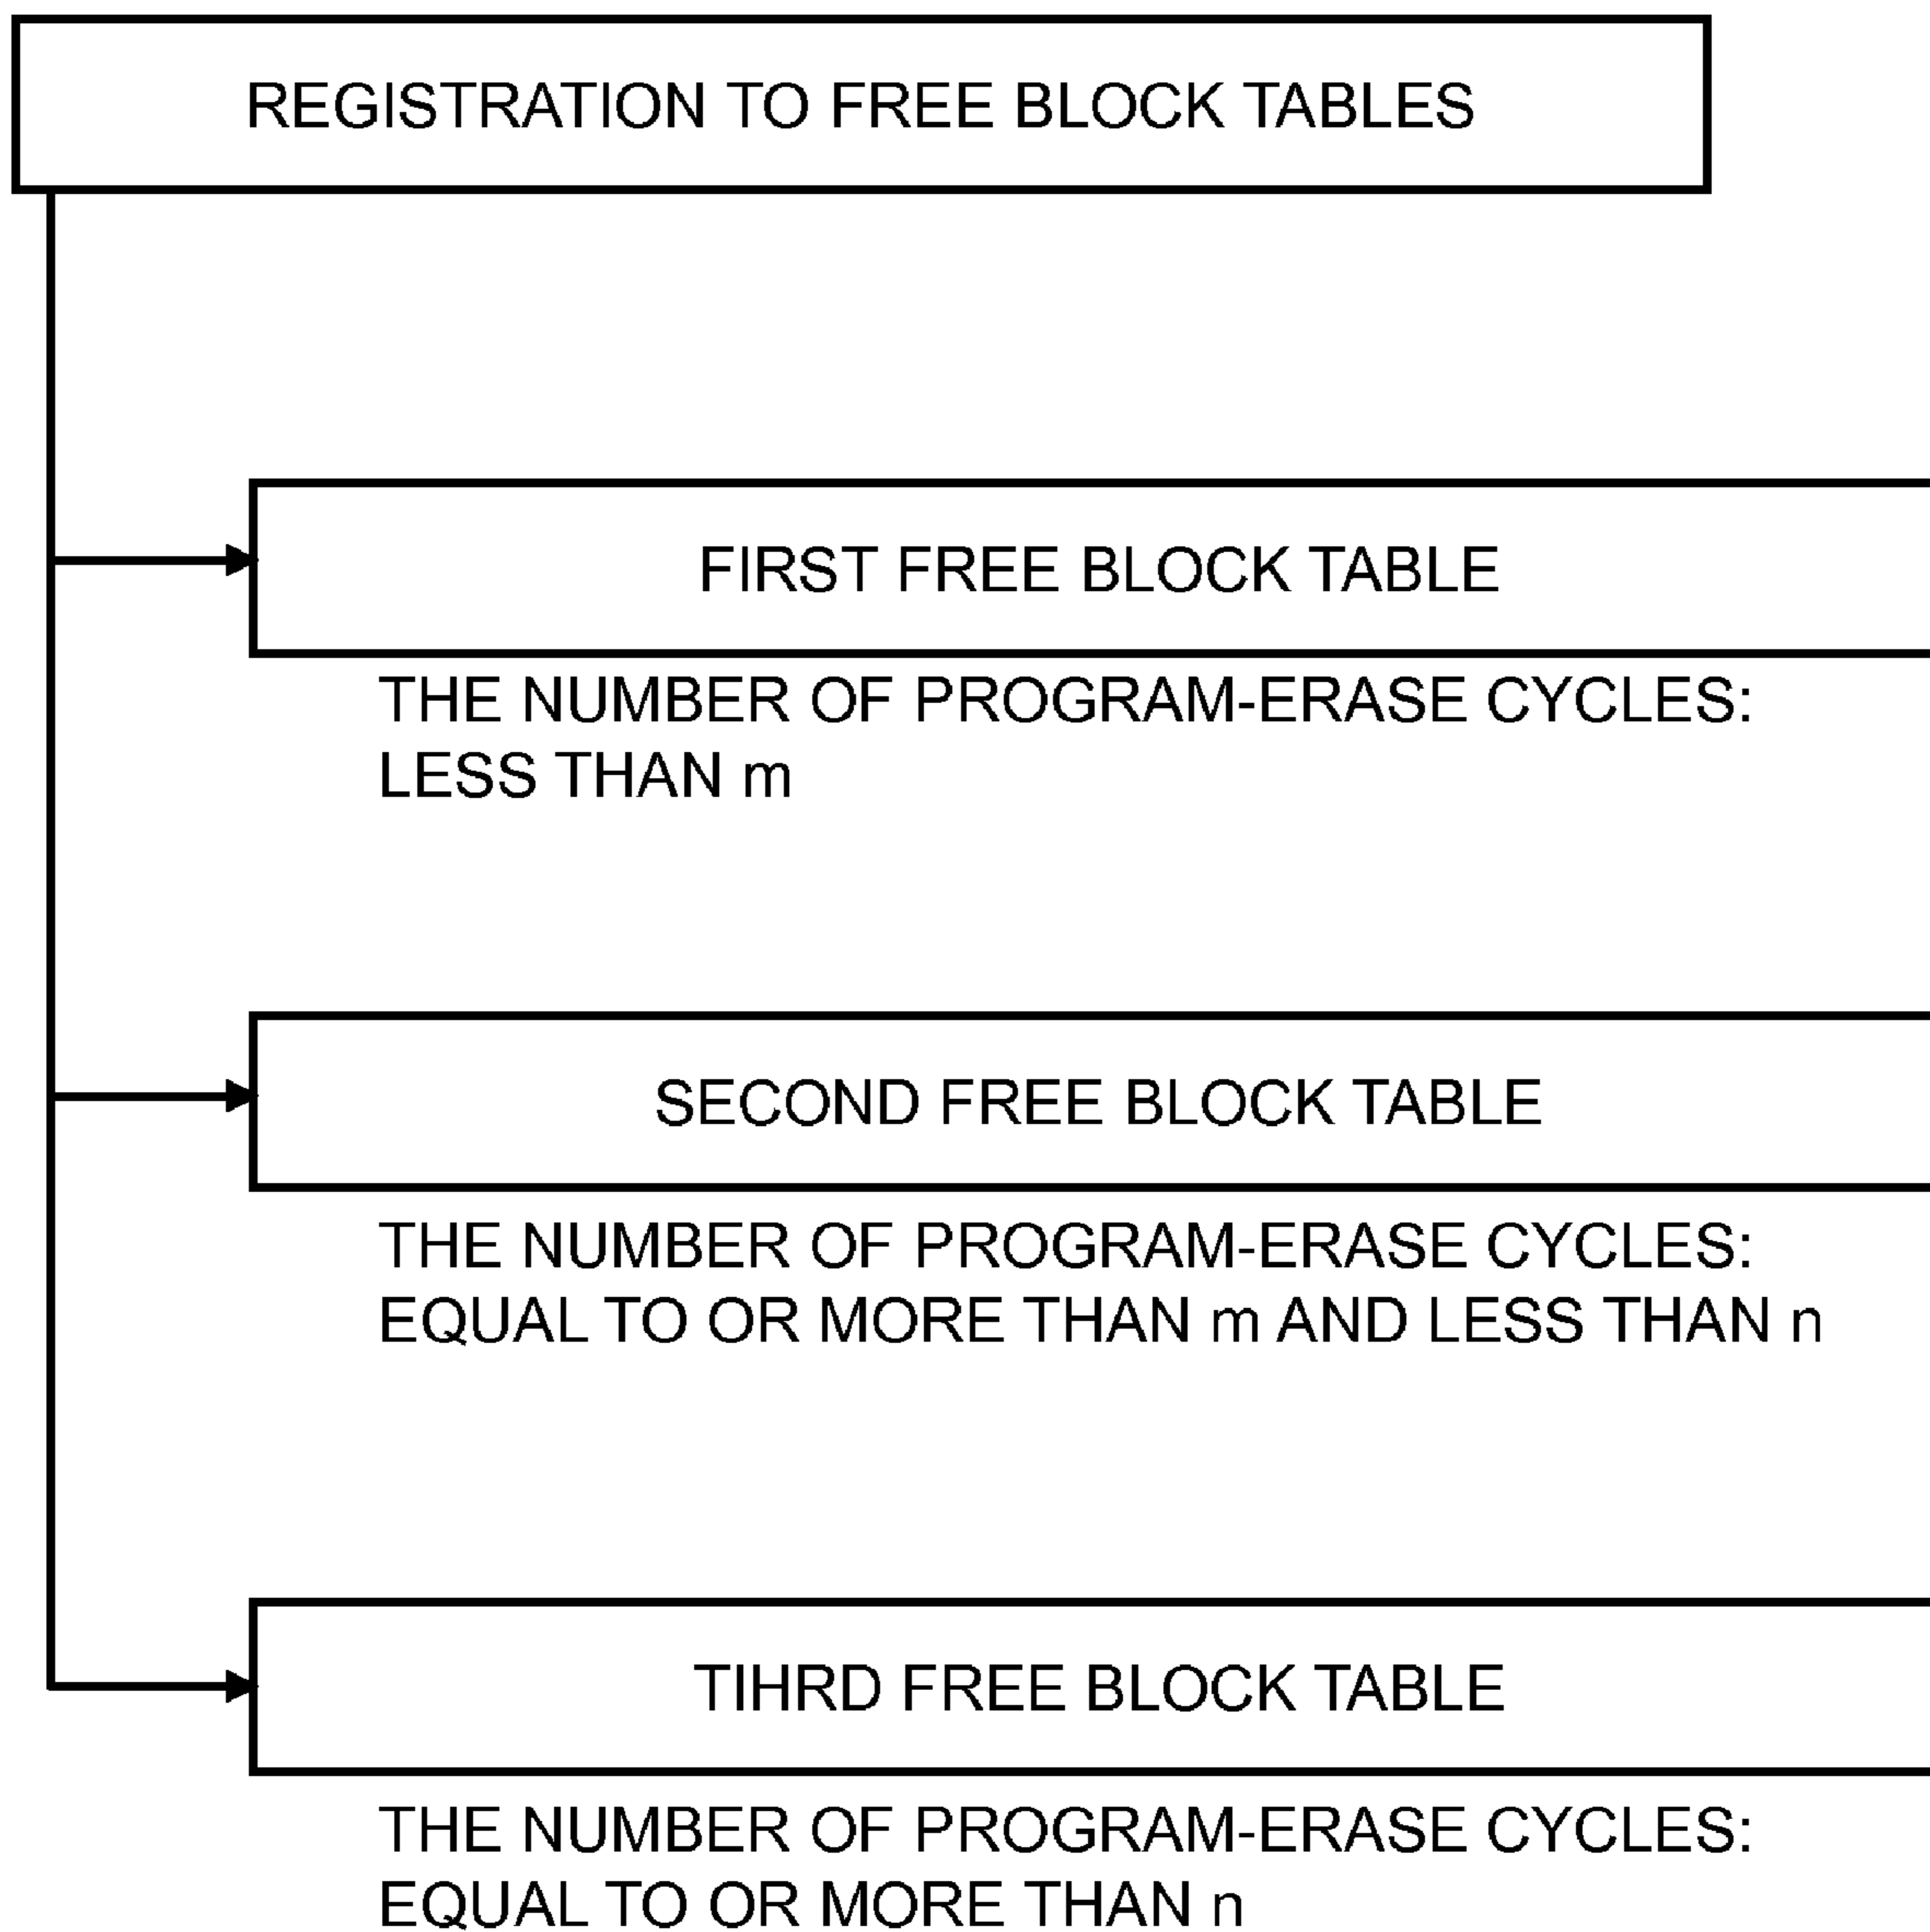 REGISTRATION TO FREE BLOCK TABLES
FIRST FREE BLOCK TABLE
THE NUMBER OF PROGRAM-ERASE CYCLES:
LESS THAN m
SECOND FREE BLOCK TABLE
THE NUMBER OF PROGRAM-ERASE CYCLES:
EQUAL TO OR MORE THAN m AND LESS THAN n
TIHRD FREE BLOCK TABLE
THE NUMBER OF PROGRAM-ERASE CYCLES:
EQUAL TO OR MORE THAN n